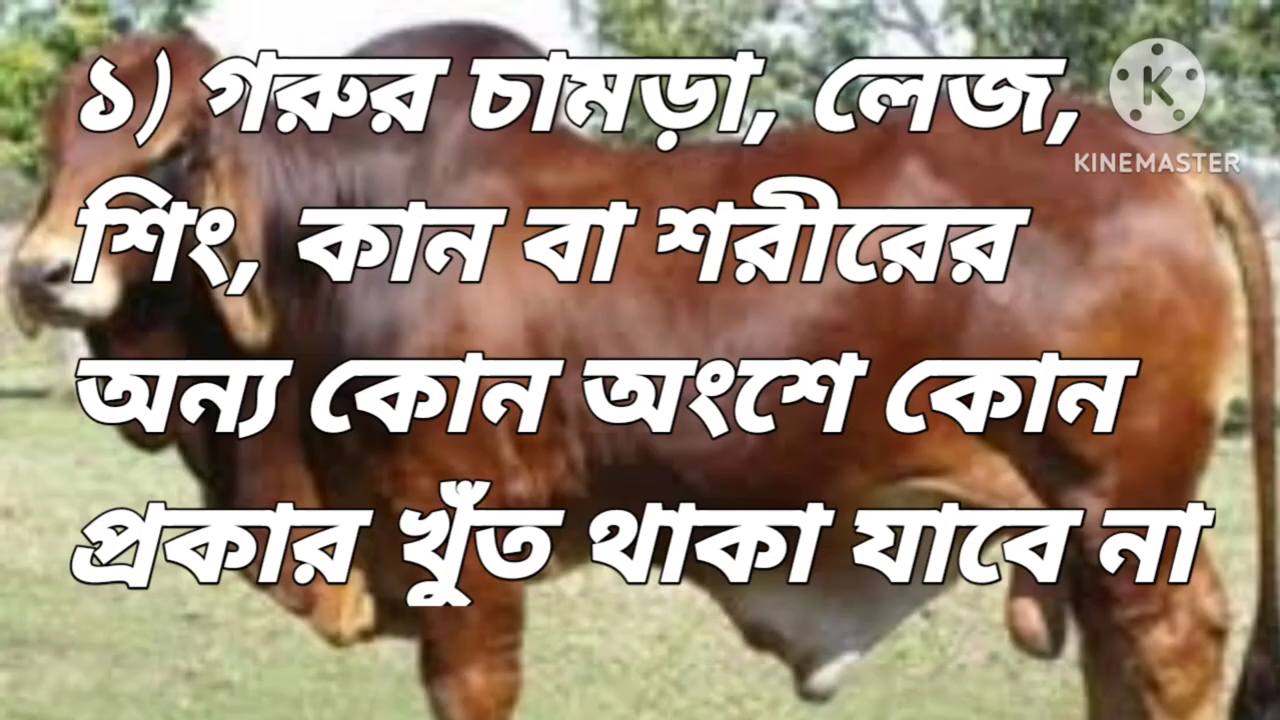 ১) গরুর চামড়া, লেজ,
শিং, কান বা শরীরের
অন্য কোন অংশে কোন
প্রকার খুঁত থাকা যাবে না
K
KINEMASTER